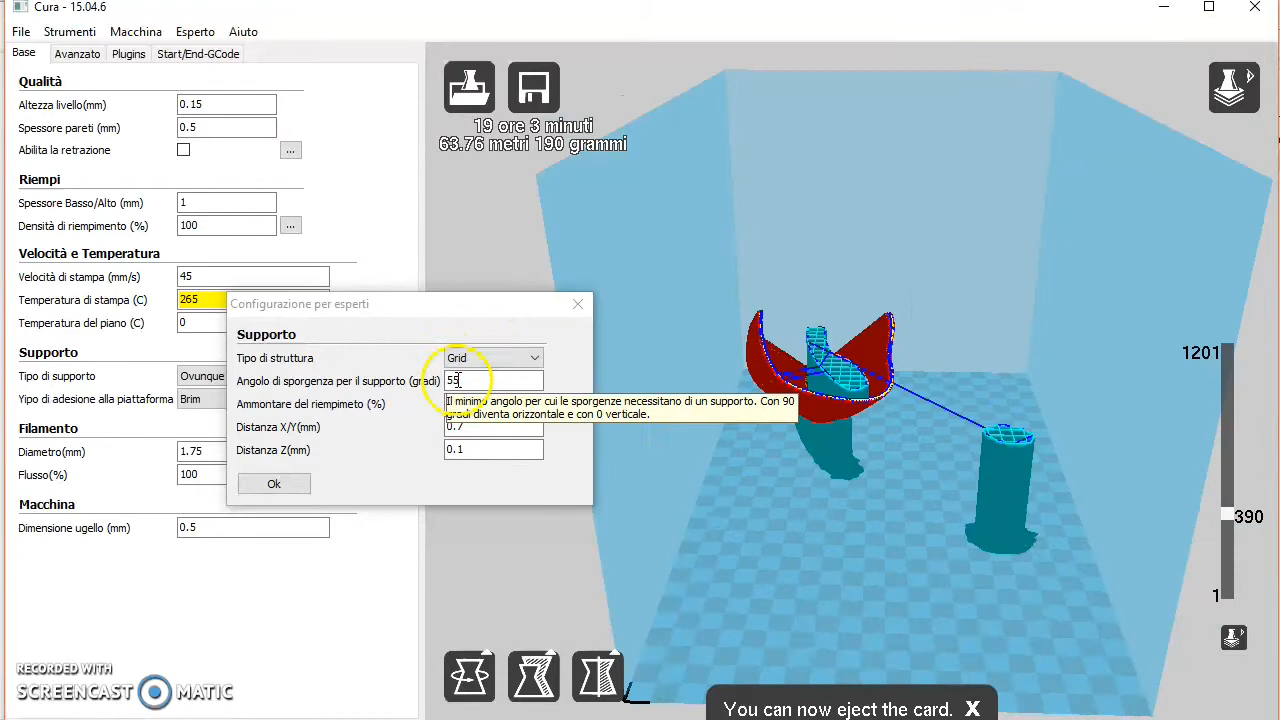 Cura - 15.04.6
File Strumenti Macchina Esperto Aiuto
Base Avanzato Plugins Start/End-GCode
Qualità
Altezza livello(mm) 0.15
Spessore pareti (mm) 0.5
Abilita la retrazione ...
Riempi
Spessore Basso/Alto (mm) 1
Densità di riempimento (%) 100 ...
Velocità e Temperatura
Velocità di stampa (mm/s) 45
Temperatura di stampa (C) 265
Temperatura del piano (C) 0
Supporto
Tipo di supporto Ovunque
Tipo di adesione alla piattaforma Brim
Filamento
Diametro(mm) 1.75
Flusso(%) 100
Macchina
Dimensione ugello (mm) 0.5
19 ore 3 minuti
63.76 metri 190 grammi
Configurazione per esperti
Supporto
Tipo di struttura Grid
Angolo di sporgenza per il supporto (gradi) 55
Ammontare del riempimeto (%)
Il minimo angolo per cui le sporgenze necessitano di un supporto. Con 90
gradi diventa orizzontale e con 0 verticale.
Distanza X/Y(mm) 0.7
Distanza Z(mm) 0.1
Ok
1201
390
1
RECORDED WITH
SCREENCAST MATIC
You can now eject the card. X